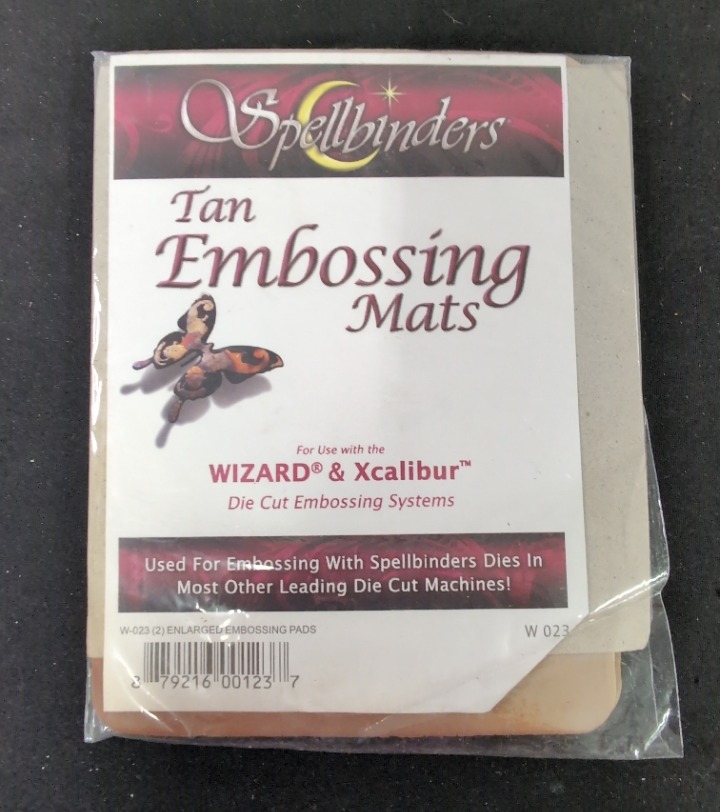 Spellbinders
Tan
Embossing
Mats
For Use with the
WIZARD® & Xcalibur™
Die Cut Embossing Systems
Used For Embossing With Spellbinders Dies In
Most Other Leading Die Cut Machines!
W-023 (2) ENLARGED EMBOSSING PADS
W 023
8 79216 00123 7